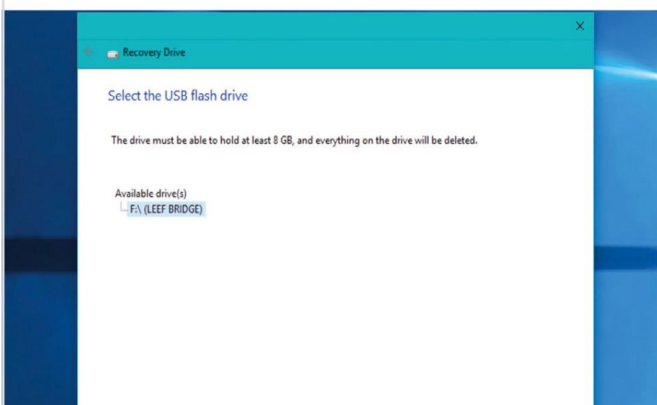 Recovery Drive
Select the USB flash drive
The drive must be able to hold at least 8 GB, and everything on the drive will be deleted.
Available drive(s)
F:\ (LEEF BRIDGE)